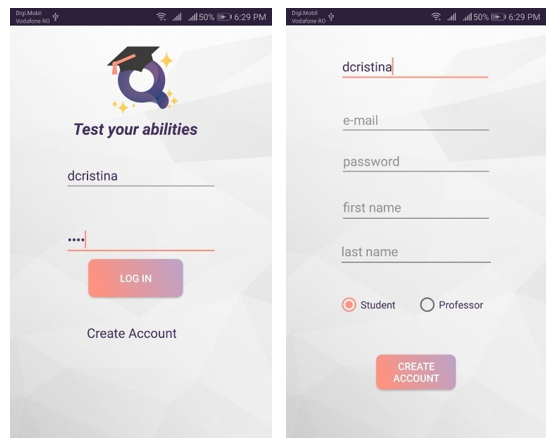 Digi.Mobil
Vodafone RO
50% 6:29 PM
Test your abilities
dcristina
••••
LOG IN
Create Account
Digi.Mobil
Vodafone RO
50% 6:29 PM
dcristina
e-mail
password
first name
last name
Student Professor
CREATE
ACCOUNT